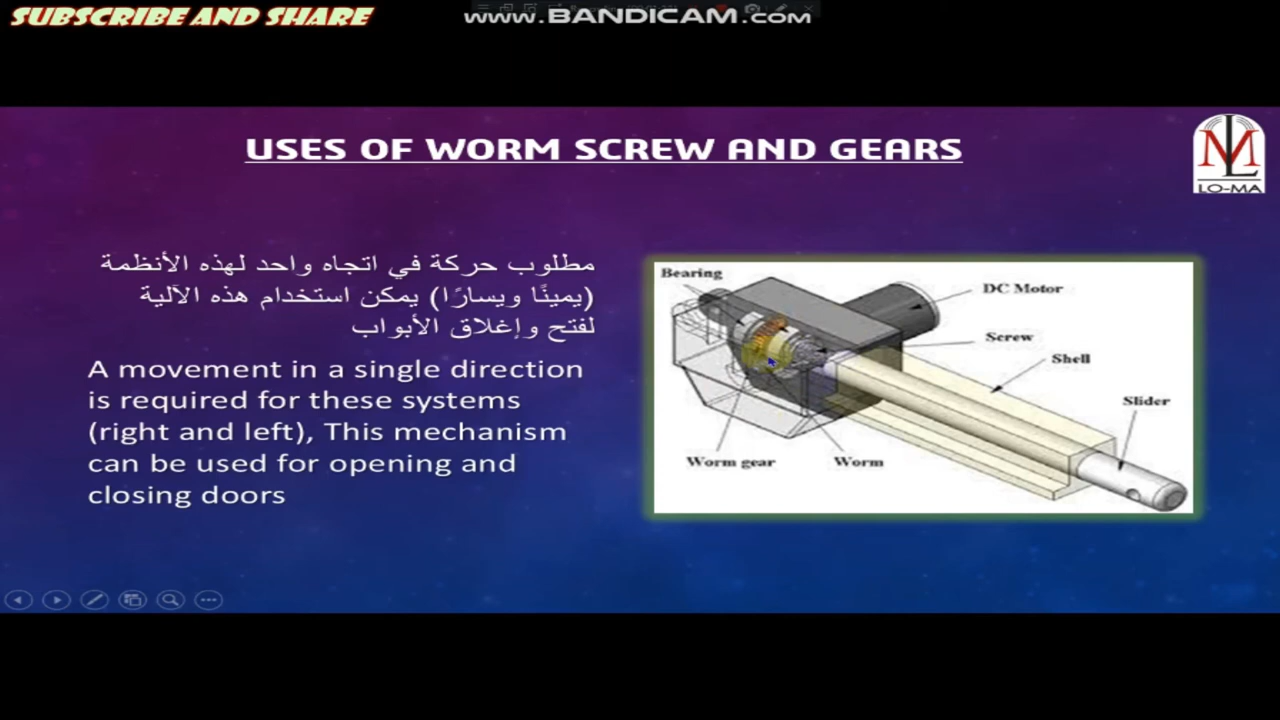 SUBSCRIBE AND SHARE
WWW.BANDICAM.COM
USES OF WORM SCREW AND GEARS
LO-MA
مطلوب حركة في اتجاه واحد لهذه الأنظمة
(يمينًا ويسارًا) يمكن استخدام هذه الآلية
لفتح وإغلاق الأبواب
A movement in a single direction
is required for these systems
(right and left), This mechanism
can be used for opening and
closing doors
Bearing
DC Motor
Screw
Shell
Slider
Worm gear
Worm